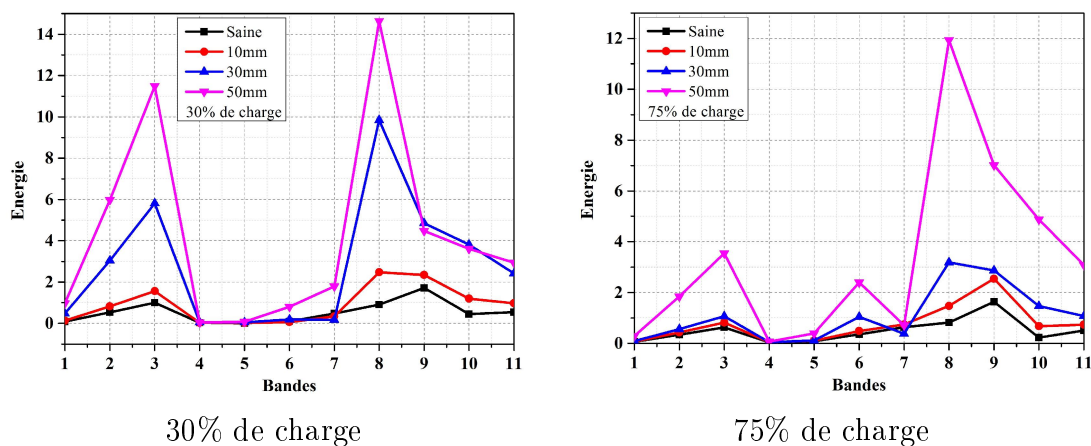 Energie
14
12
10
8
6
4
2
0
Saine
10mm
30mm
50mm
30% de charge
1 2 3 4 5 6 7 8 9 10 11
Bandes
30% de charge
Energie
12
10
8
6
4
2
0
Saine
10mm
30mm
50mm
75% de charge
1 2 3 4 5 6 7 8 9 10 11
Bandes
75% de charge